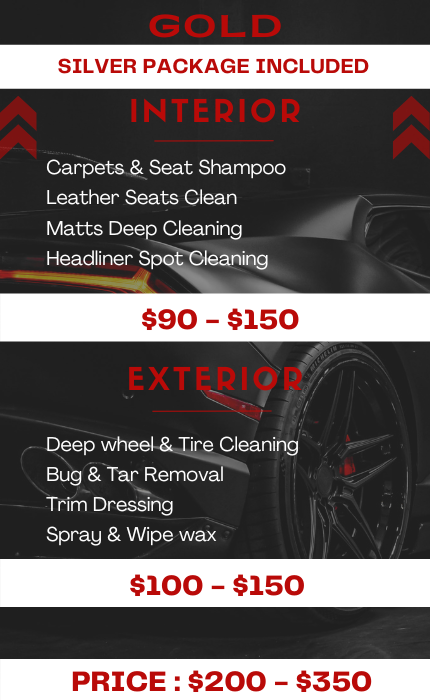 GOLD
SILVER PACKAGE INCLUDED
INTERIOR
Carpets & Seat Shampoo
Leather Seats Clean
Matts Deep Cleaning
Headliner Spot Cleaning
$90 – $150
EXTERIOR
Deep wheel & Tire Cleaning
Bug & Tar Removal
Trim Dressing
Spray & Wipe wax
$100 – $150
PRICE : $200 – $350